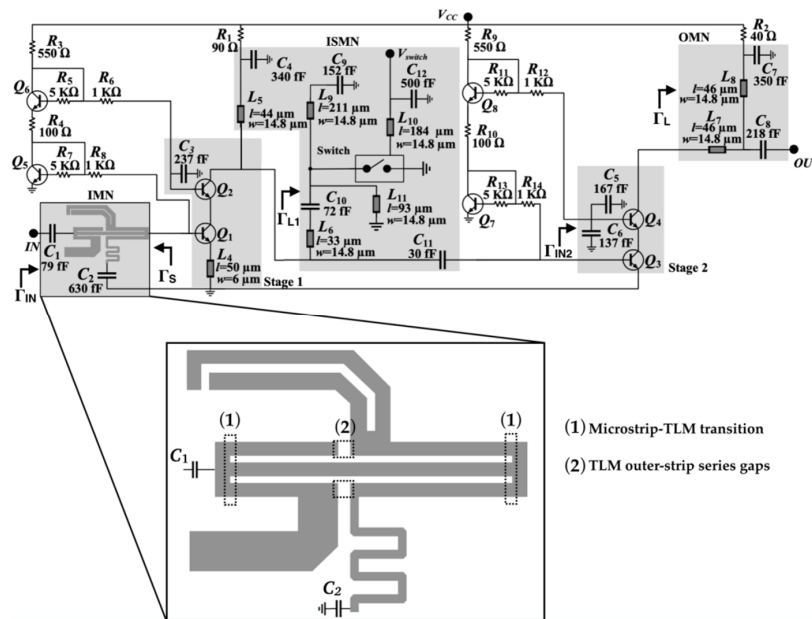 V_CC
R_3
550 Ω
R_1
90 Ω
C_4
340 fF
ISMN
V_switch
C_9
152 fF
C_12
500 fF
R_9
550 Ω
R_2
40 Ω
OMN
C_7
350 fF
Q_6
R_5
5 KΩ
R_6
1 KΩ
R_4
100 Ω
R_7
5 KΩ
R_8
1 KΩ
Q_5
L_5
l=44 µm
w=14.8 µm
L_9
l=211 µm
w=14.8 µm
L_10
l=184 µm
w=14.8 µm
Switch
R_11
5 KΩ
R_12
1 KΩ
Q_8
R_10
100 Ω
R_13
5 KΩ
R_14
1 KΩ
Q_7
Γ_L
L_8
l=46 µm
w=14.8 µm
L_7
l=46 µm
w=14.8 µm
C_8
218 fF
OU
C_3
237 fF
Q_2
Q_1
L_4
l=50 µm
w=6 µm
Stage 1
Γ_L1
C_10
72 fF
L_6
l=33 µm
w=14.8 µm
L_11
l=93 µm
w=14.8 µm
C_11
30 fF
C_5
167 fF
C_6
137 fF
Γ_IN2
Q_4
Q_3
Stage 2
IMN
IN
C_1
79 fF
C_2
630 fF
Γ_IN
Γ_S
(1)
(2)
(1)
C_1
C_2
(1) Microstrip-TLM transition
(2) TLM outer-strip series gaps